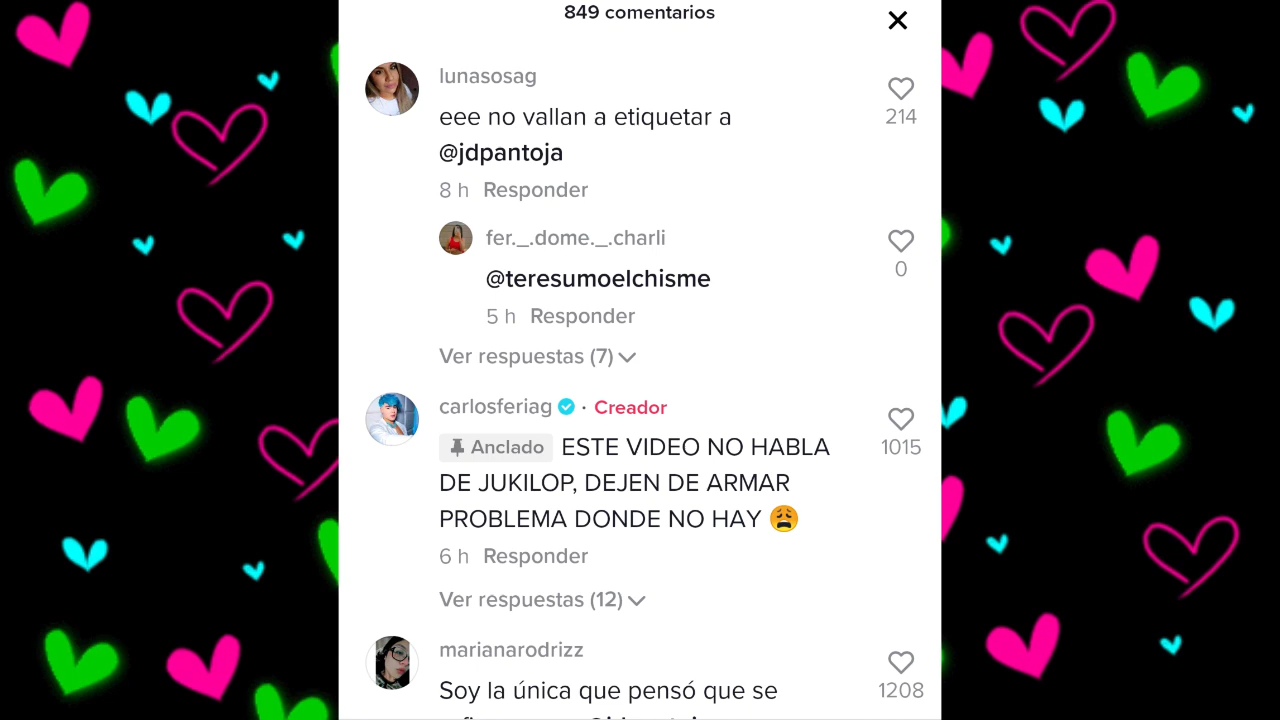 849 comentarios
lunasosag
eee no vallan a etiquetar a
@jdpantoja
214
8 h Responder
fer._.dome._.charli
@teresumoelchisme
0
5 h Responder
Ver respuestas (7)
carlosferiag · Creador
Anclado ESTE VIDEO NO HABLA
DE JUKILOP, DEJEN DE ARMAR
PROBLEMA DONDE NO HAY 😩
1015
6 h Responder
Ver respuestas (12)
marianarodrizz
Soy la única que pensó que se
1208